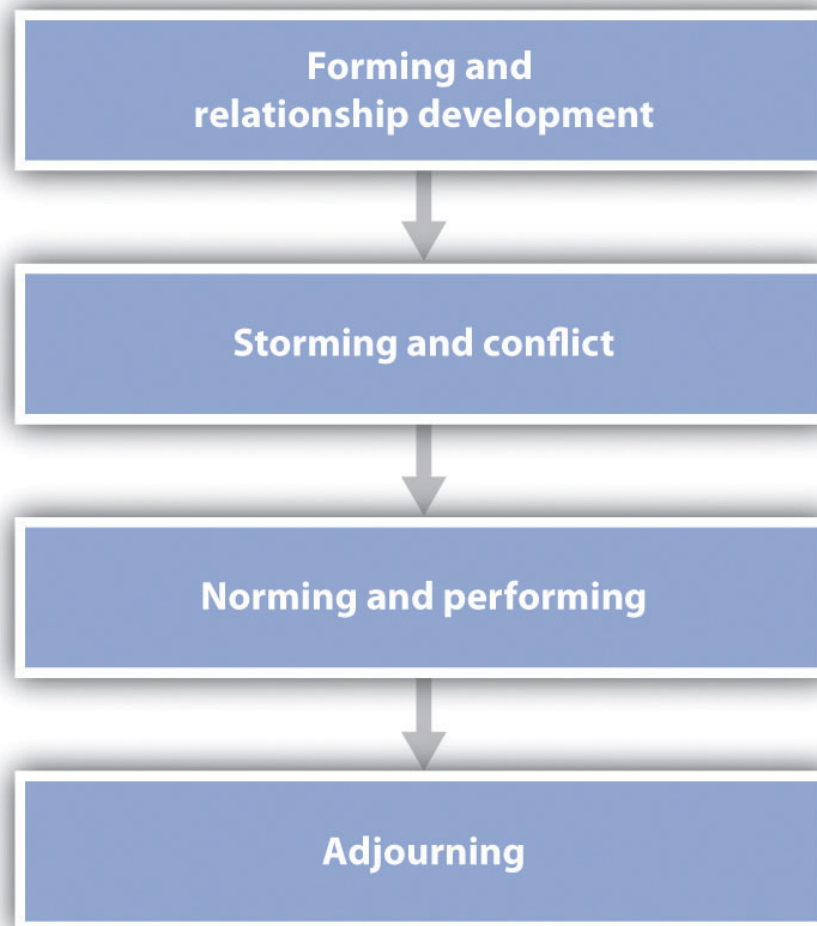 Forming and
relationship development
Storming and conflict
Norming and performing
Adjourning